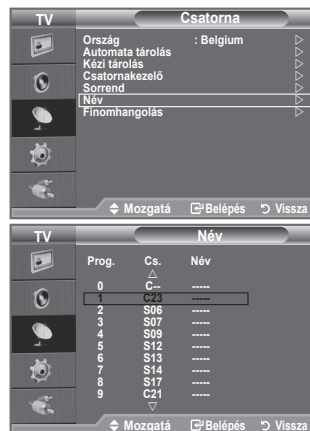 TV Csatorna
Ország : Belgium
Automata tárolás
Kézi tárolás
Csatornakezelő
Sorrend
Név
Finomhangolás
Mozgatá Belépés Vissza
TV Név
Prog. Cs. Név
0 C-- -----
1 C23 -----
2 S06 -----
3 S07 -----
4 S09 -----
5 S12 -----
6 S13 -----
7 S14 -----
8 S17 -----
9 C21 -----
Mozgatá Belépés Vissza